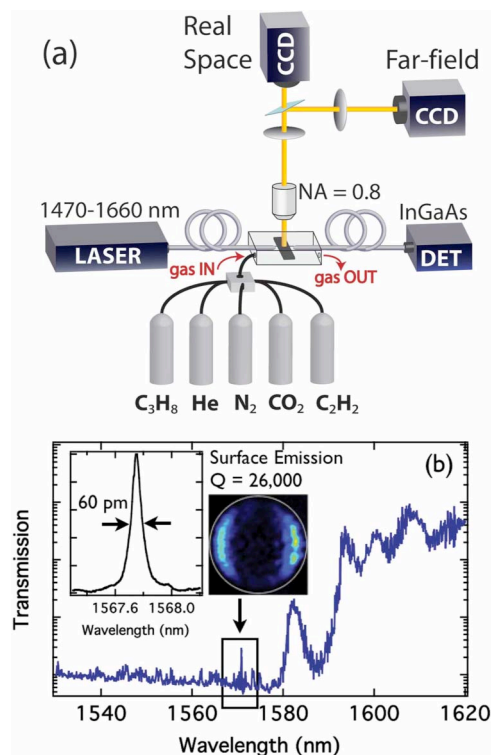 (a)
Real
Space
CCD
Far-field
CCD
NA = 0.8
1470-1660 nm
InGaAs
LASER
DET
gas IN
gas OUT
C₃H₈ He N₂ CO₂ C₂H₂
(b)
Surface Emission
Q = 26,000
60 pm
1567.6 1568.0
Wavelength (nm)
Transmission
1540 1560 1580 1600 1620
Wavelength (nm)